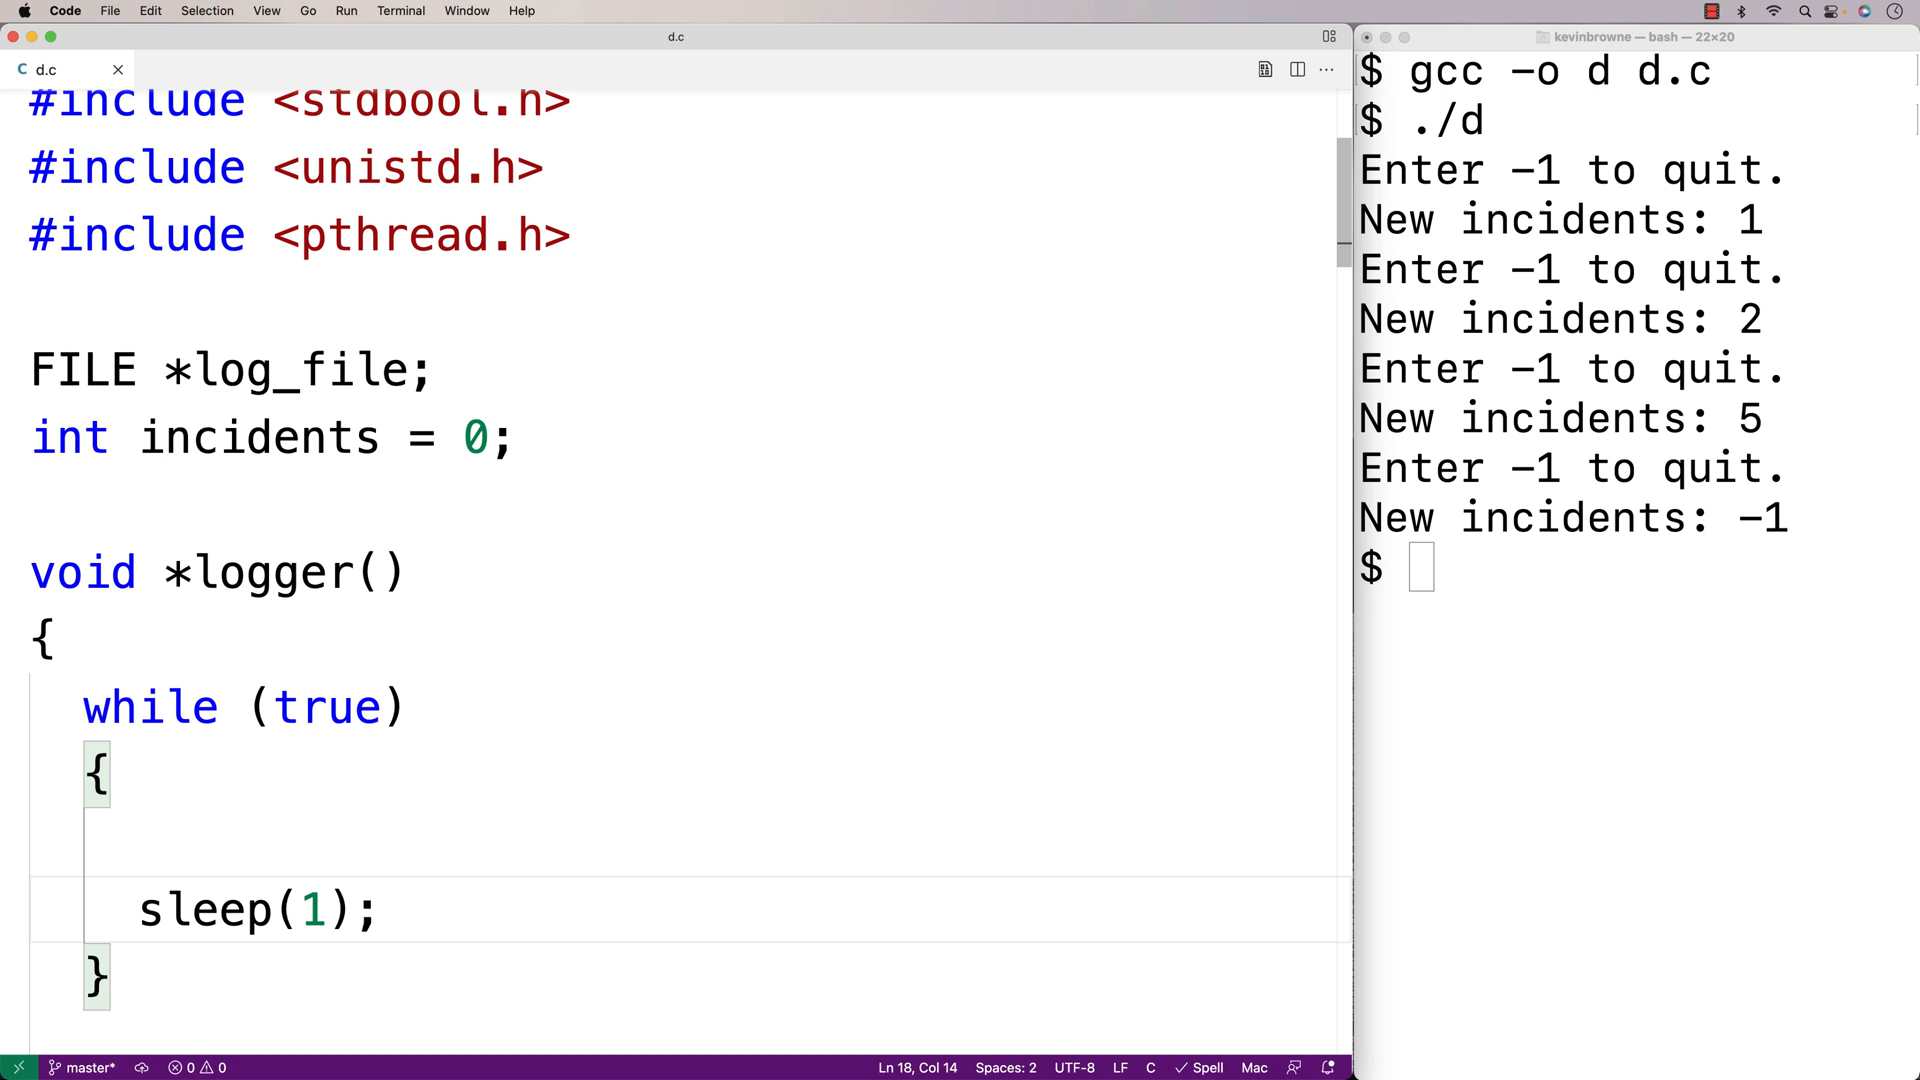 Code File Edit Selection View Go Run Terminal Window Help
d.c
C d.c
#include <stdbool.h>
#include <unistd.h>
#include <pthread.h>
FILE *log_file;
int incidents = 0;
void *logger()
{
while (true)
{
sleep(1);
}
master* 0 0 Ln 18, Col 14 Spaces: 2 UTF-8 LF C Spell Mac
kevinbrowne — bash — 22×20
$ gcc -o d d.c
$ ./d
Enter -1 to quit.
New incidents: 1
Enter -1 to quit.
New incidents: 2
Enter -1 to quit.
New incidents: 5
Enter -1 to quit.
New incidents: -1
$